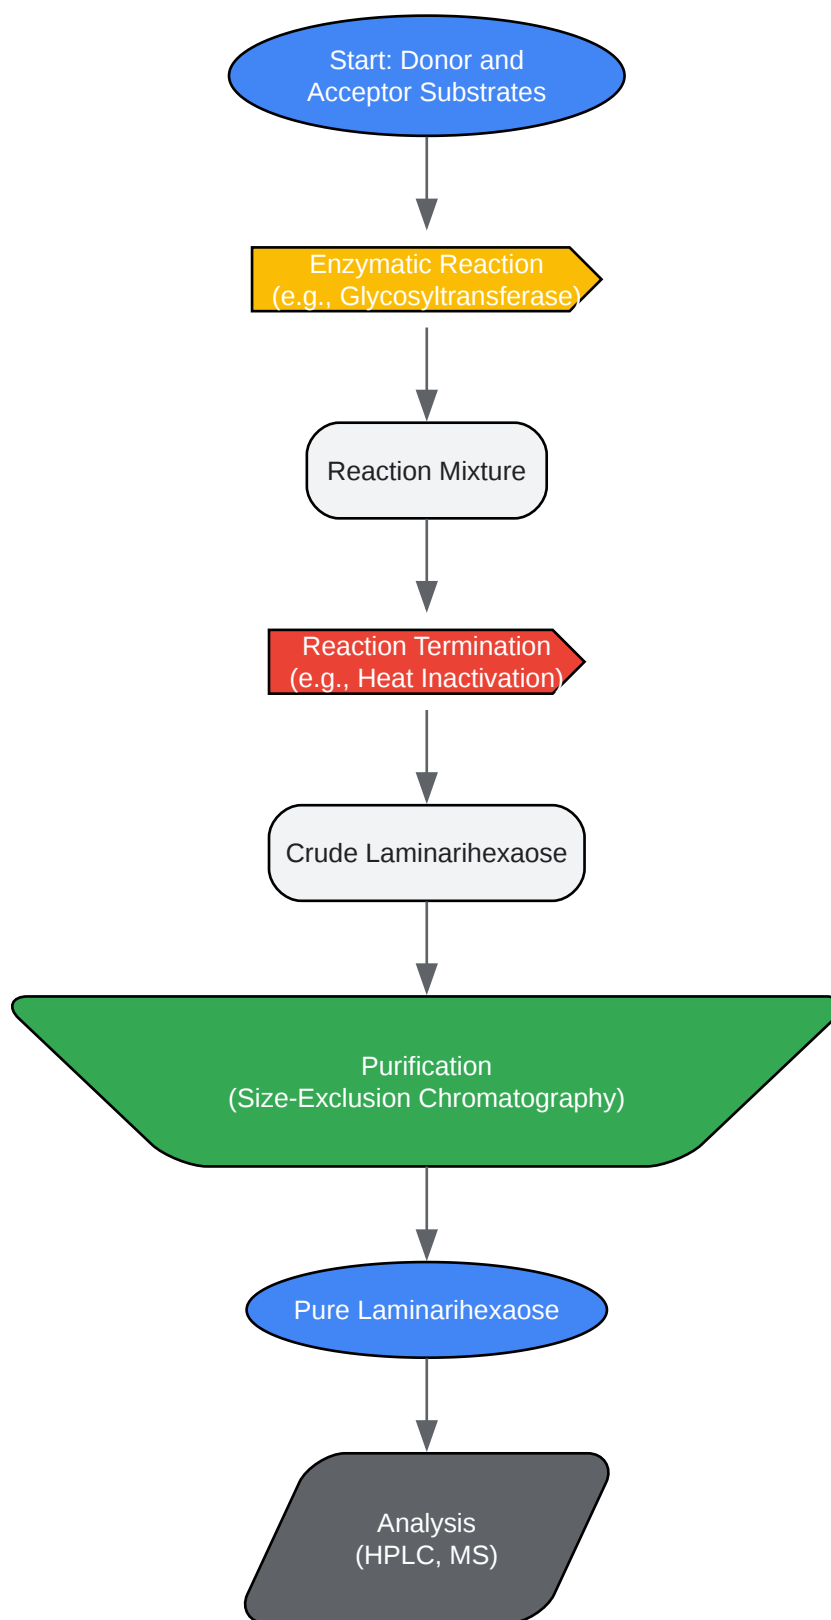 Start: Donor and
Acceptor Substrates
Enzymatic Reaction
(e.g., Glycosyltransferase)
Reaction Mixture
Reaction Termination
(e.g., Heat Inactivation)
Crude Laminarihexaose
Purification
(Size-Exclusion Chromatography)
Pure Laminarihexaose
Analysis
(HPLC, MS)